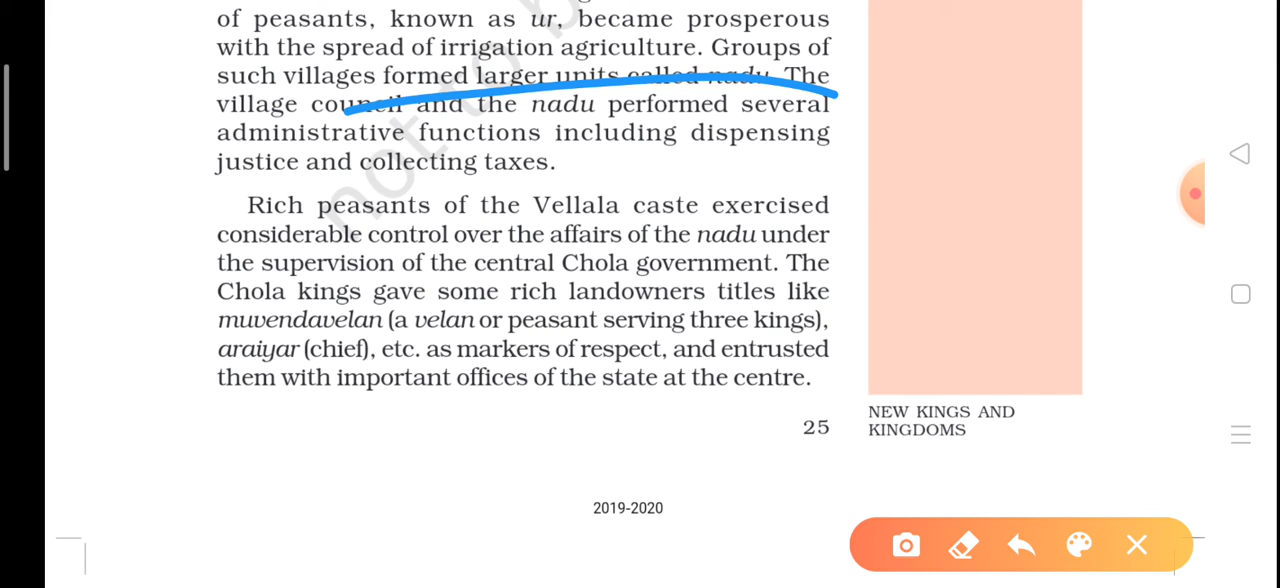 of peasants, known as ur, became prosperous
with the spread of irrigation agriculture. Groups of
such villages formed larger units called nadu. The
village council and the nadu performed several
administrative functions including dispensing
justice and collecting taxes.
Rich peasants of the Vellala caste exercised
considerable control over the affairs of the nadu under
the supervision of the central Chola government. The
Chola kings gave some rich landowners titles like
muvendavelan (a velan or peasant serving three kings),
araiyar (chief), etc. as markers of respect, and entrusted
them with important offices of the state at the centre.
25
NEW KINGS AND
KINGDOMS
2019-2020
not to b